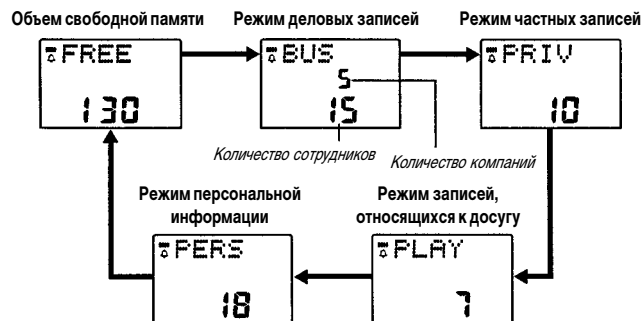 Объем свободной памяти
Режим деловых записей
Режим частных записей
FREE
130
BUS
5
15
PRIV
10
Количество сотрудников
Количество компаний
Режим персональной
информации
Режим записей,
относящихся к досугу
PERS
18
PLAY
7